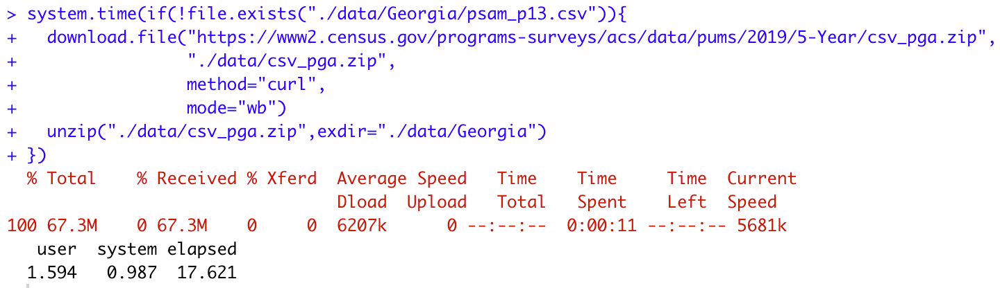 > system.time(if(!file.exists("./data/Georgia/psam_p13.csv")){
+   download.file("https://www2.census.gov/programs-surveys/acs/data/pums/2019/5-Year/csv_pga.zip",
+                 "./data/csv_pga.zip",
+                 method="curl",
+                 mode="wb")
+   unzip("./data/csv_pga.zip",exdir="./data/Georgia")
+ })
  % Total    % Received % Xferd  Average Speed   Time    Time     Time  Current
                                 Dload  Upload   Total   Spent    Left  Speed
100 67.3M    0 67.3M    0     0  6207k      0 --:--:--  0:00:11 --:--:-- 5681k
   user  system elapsed
  1.594   0.987  17.621